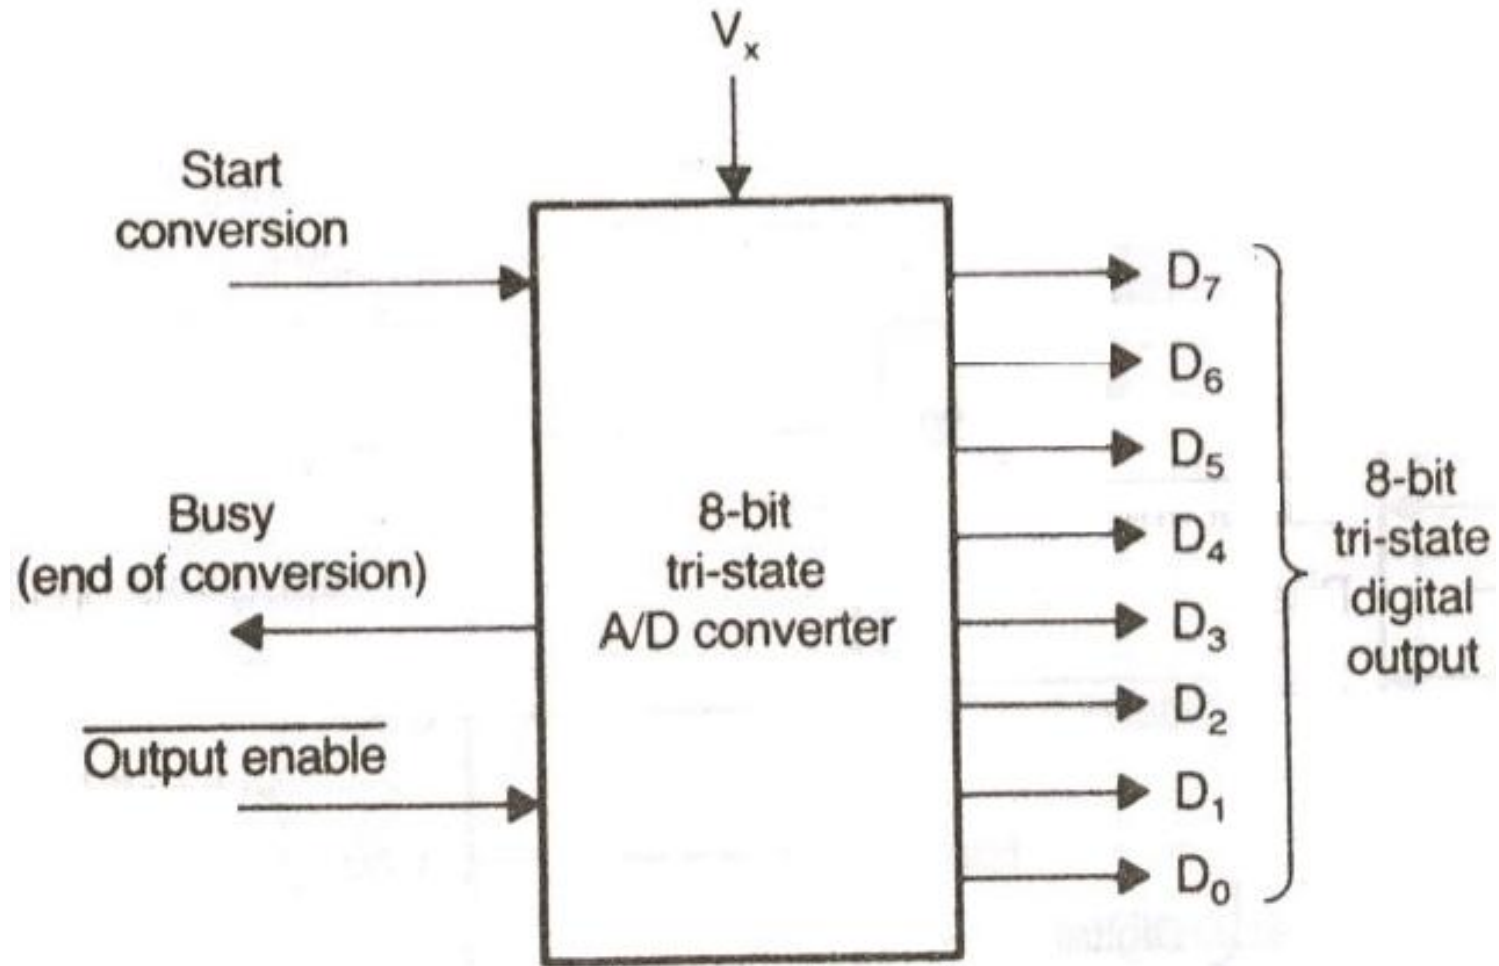 Vₓ
Start
conversion
D₇
D₆
D₅
D₄
D₃
D₂
D₁
D₀
Busy
(end of conversion)
Output enable
8-bit
tri-state
A/D converter
8-bit
tri-state
digital
output